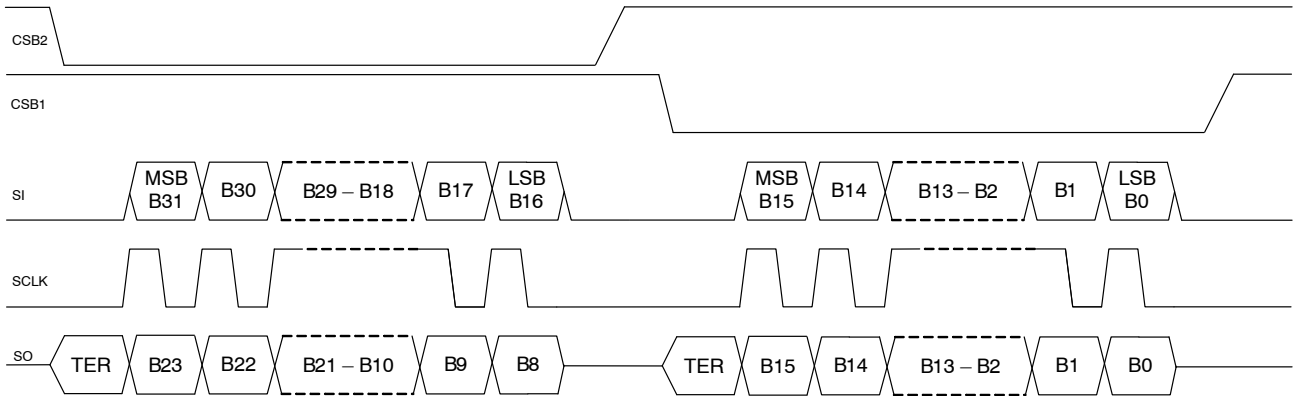 CSB2
CSB1
SI
MSB B31
B30
B29 – B18
B17
LSB B16
MSB B15
B14
B13 – B2
B1
LSB B0
SCLK
SO
TER
B23
B22
B21 – B10
B9
B8
TER
B15
B14
B13 – B2
B1
B0